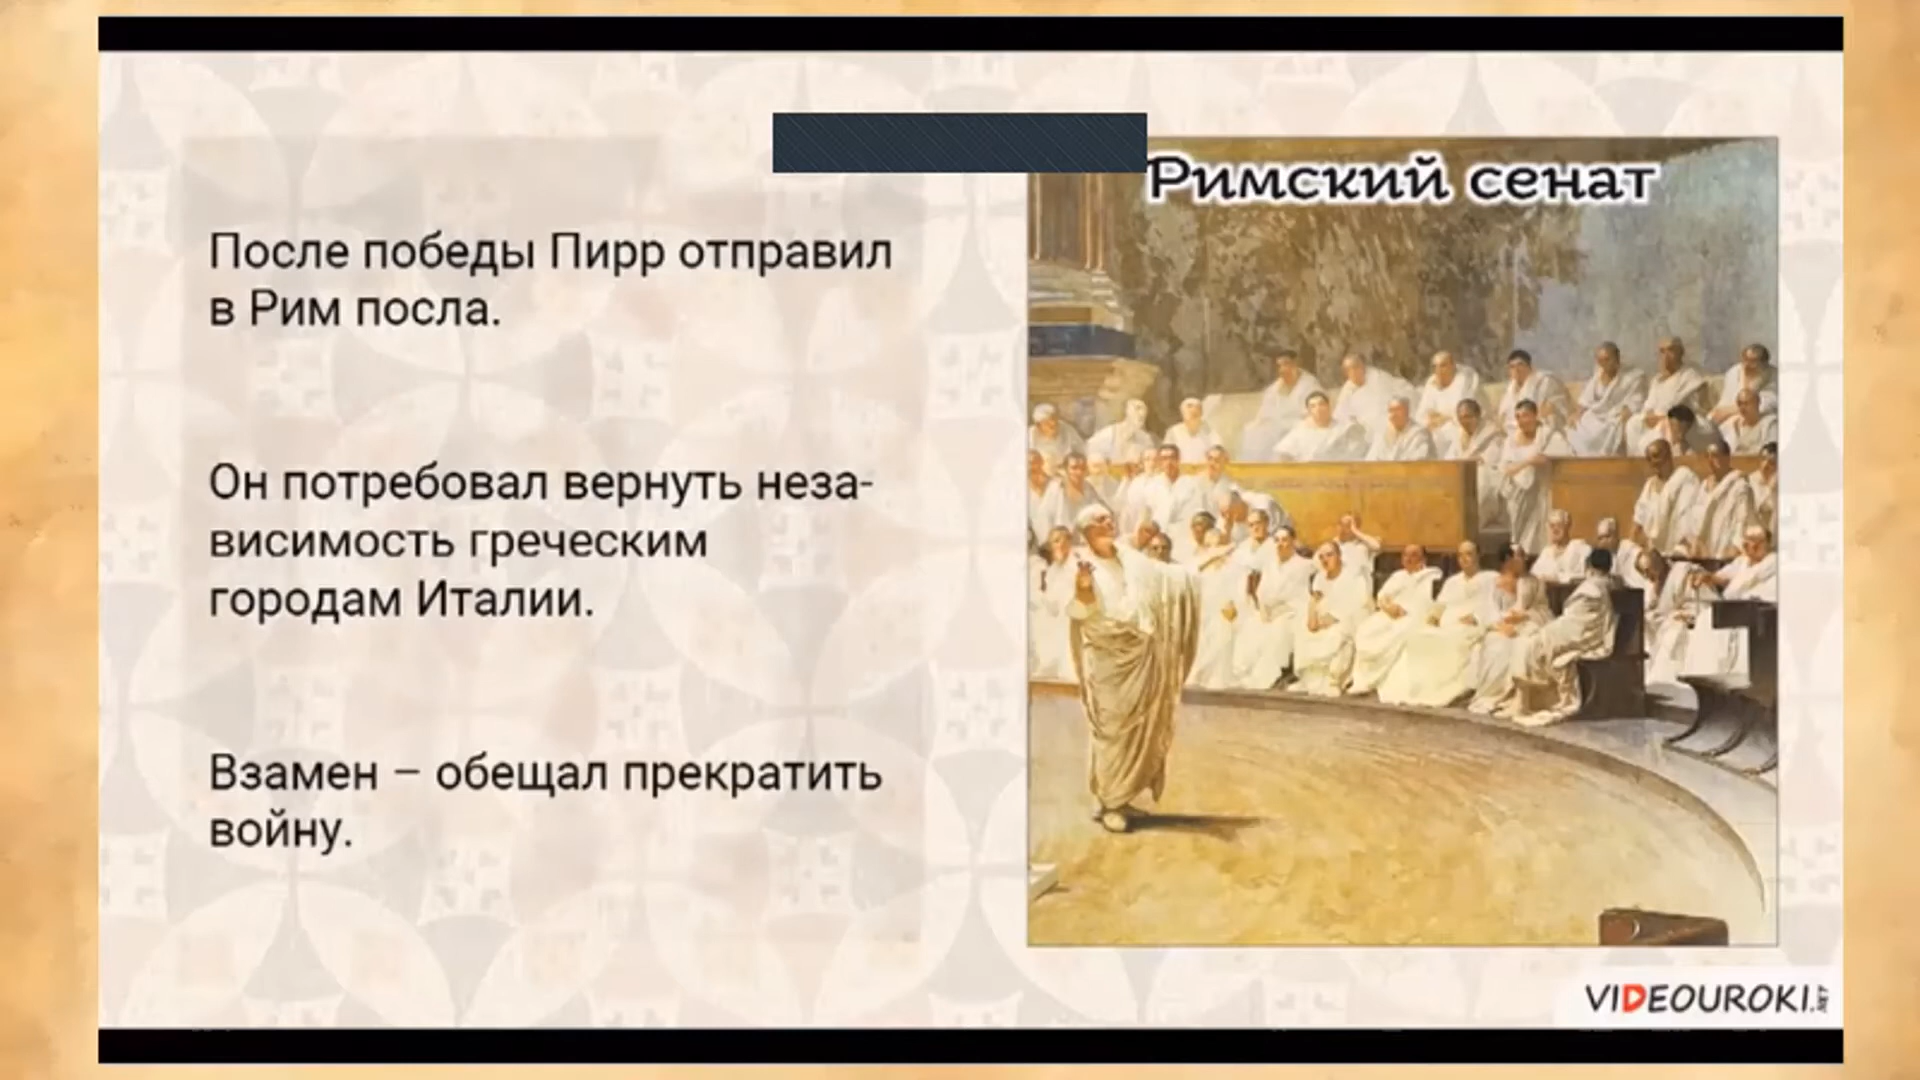 Римский сенат
После победы Пирр отправил
в Рим посла.
Он потребовал вернуть неза-
висимость греческим
городам Италии.
Взамен – обещал прекратить
войну.
VIDEOUROKI.NET